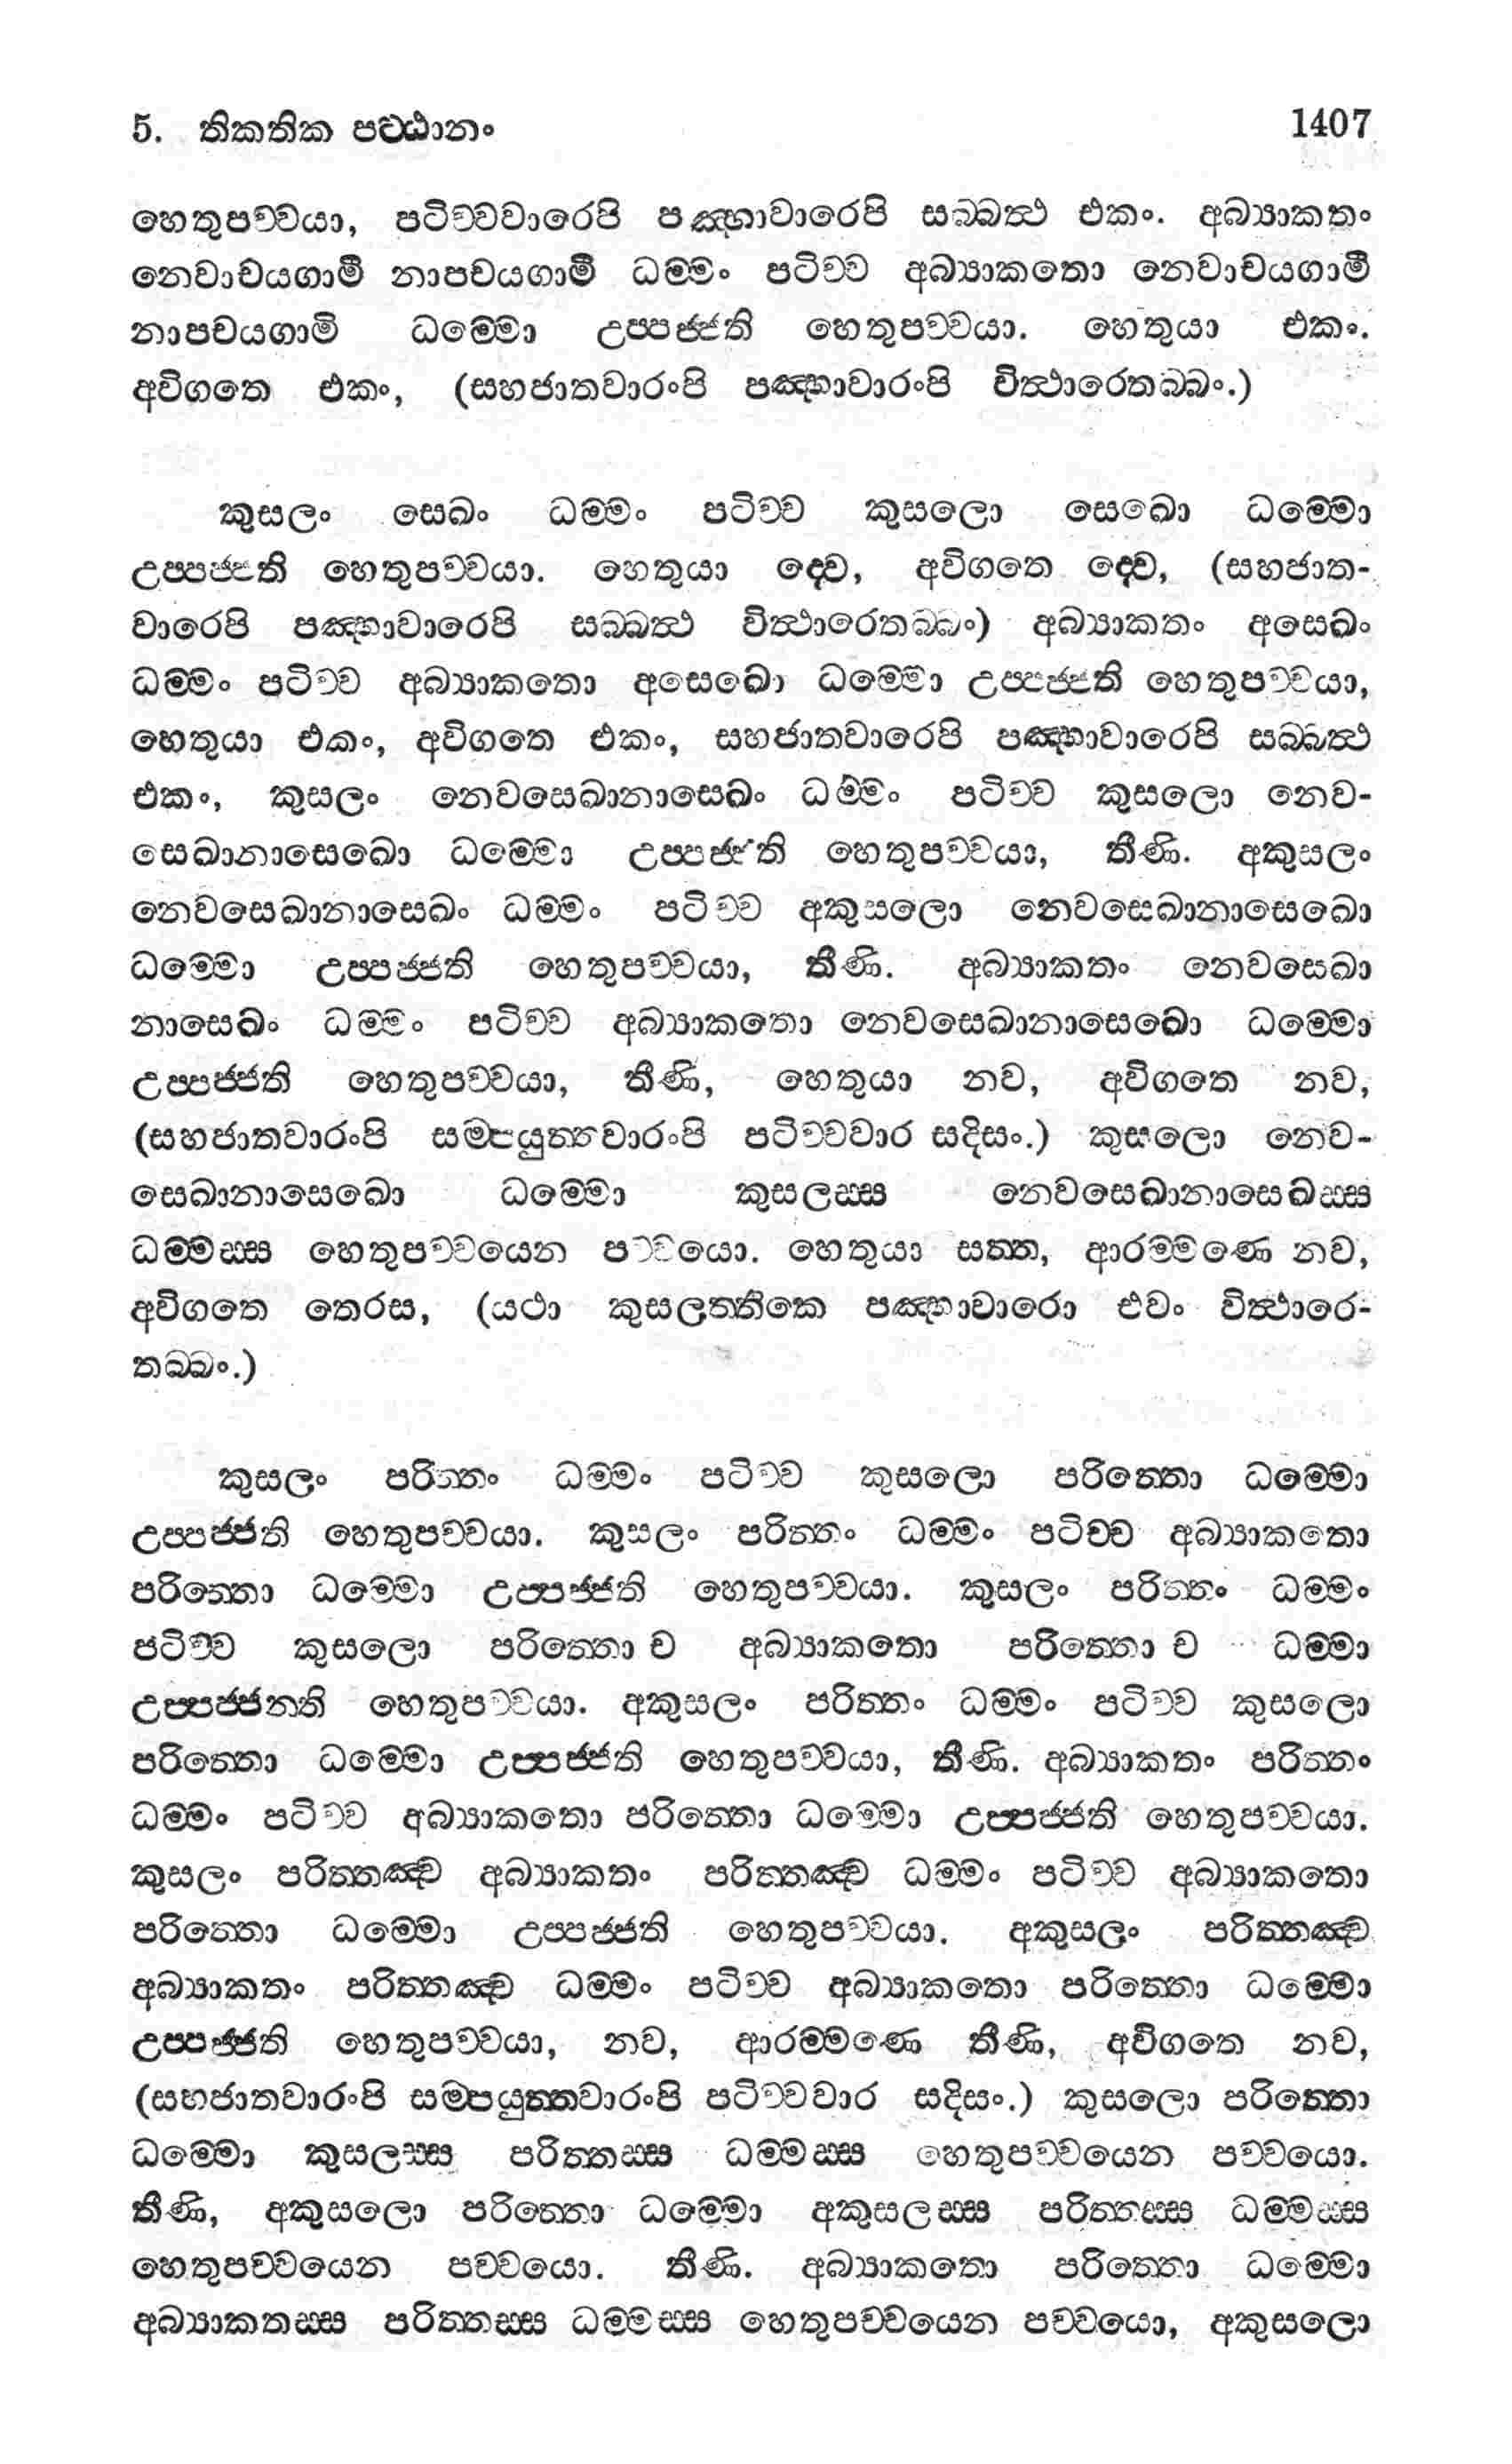 5. තිකතික පට්ඨානං 1407
හෙතුපච්චයා, පටිච්චවාරෙපි පඤ්හාවාරෙපි සබ්බත්ථ එකං. අබ්‍යාකතං
නෙවාචයගාමී නාපචයගාමී ධම්මං පටිච්ච අබ්‍යාකතො නෙවාචයගාමී
නාපචයගාමි ධම්මො උප්පජ්ජති හෙතුපච්චයා. හෙතුයා එකං.
අවිගතෙ එකං, (සහජාතවාරංපි පඤ්හාවාරංපි විත්ථාරෙතබ්බං.)
කුසලං සෙඛං ධම්මං පටිච්ච කුසලො සෙඛො ධම්මො
උප්පජ්ජති හෙතුපච්චයා. හෙතුයා ද්වෙ, අවිගතෙ ද්වෙ, (සහජාත-
වාරෙපි පඤ්හාවාරෙපි සබ්බත්ථ විත්ථාරෙතබ්බං) අබ්‍යාකතං අසෙඛං
ධම්මං පටිච්ච අබ්‍යාකතො අසෙඛො ධම්මො උප්පජ්ජති හෙතුපච්චයා,
හෙතුයා එකං, අවිගතෙ එකං, සහජාතවාරෙපි පඤ්හාවාරෙපි සබ්බත්ථ
එකං, කුසලං නෙවසෙඛානාසෙඛං ධම්මං පටිච්ච කුසලො නෙව-
සෙඛානාසෙඛො ධම්මො උප්පජ්ජති හෙතුපච්චයා, තීණි. අකුසලං
නෙවසෙඛානාසෙඛං ධම්මං පටිච්ච අකුසලො නෙවසෙඛානාසෙඛො
ධම්මො උප්පජ්ජති හෙතුපච්චයා, තීණි. අබ්‍යාකතං නෙවසෙඛා
නාසෙඛං ධම්මං පටිච්ච අබ්‍යාකතො නෙවසෙඛානාසෙඛො ධම්මො
උප්පජ්ජති හෙතුපච්චයා, තීණි, හෙතුයා නව, අවිගතෙ නව,
(සහජාතවාරංපි සම්පයුත්තවාරංපි පටිච්චවාර සදිසං.) කුසලො නෙව-
සෙඛානාසෙඛො ධම්මො කුසලස්ස නෙවසෙඛානාසෙඛස්ස
ධම්මස්ස හෙතුපච්චයෙන පච්චයො. හෙතුයා සත්ත, ආරම්මණෙ නව,
අවිගතෙ තෙරස, (යථා කුසලත්තිකෙ පඤ්හාවාරො එවං විත්ථාරෙ-
තබ්බං.)
කුසලං පරිත්තං ධම්මං පටිච්ච කුසලො පරිත්තො ධම්මො
උප්පජ්ජති හෙතුපච්චයා. කුසලං පරිත්තං ධම්මං පටිච්ච අබ්‍යාකතො
පරිත්තො ධම්මො උප්පජ්ජති හෙතුපච්චයා. කුසලං පරිත්තං ධම්මං
පටිච්ච කුසලො පරිත්තො ච අබ්‍යාකතො පරිත්තො ච ධම්මා
උප්පජ්ජන්ති හෙතුපච්චයා. අකුසලං පරිත්තං ධම්මං පටිච්ච කුසලො
පරිත්තො ධම්මො උප්පජ්ජති හෙතුපච්චයා, තීණි. අබ්‍යාකතං පරිත්තං
ධම්මං පටිච්ච අබ්‍යාකතො පරිත්තො ධම්මො උප්පජ්ජති හෙතුපච්චයා.
කුසලං පරිත්තඤ්ච අබ්‍යාකතං පරිත්තඤ්ච ධම්මං පටිච්ච අබ්‍යාකතො
පරිත්තො ධම්මො උප්පජ්ජති හෙතුපච්චයා. අකුසලං පරිත්තඤ්ච
අබ්‍යාකතං පරිත්තඤ්ච ධම්මං පටිච්ච අබ්‍යාකතො පරිත්තො ධම්මො
උප්පජ්ජති හෙතුපච්චයා, නව, ආරම්මණෙ තීණි, අවිගතෙ නව,
(සහජාතවාරංපි සම්පයුත්තවාරංපි පටිච්චවාර සදිසං.) කුසලො පරිත්තො
ධම්මො කුසලස්ස පරිත්තස්ස ධම්මස්ස හෙතුපච්චයෙන පච්චයො.
තීණි, අකුසලො පරිත්තො ධම්මො අකුසලස්ස පරිත්තස්ස ධම්මස්ස
හෙතුපච්චයෙන පච්චයො. තීණි. අබ්‍යාකතො පරිත්තො ධම්මො
අබ්‍යාකතස්ස පරිත්තස්ස ධම්මස්ස හෙතුපච්චයෙන පච්චයො, අකුසලො